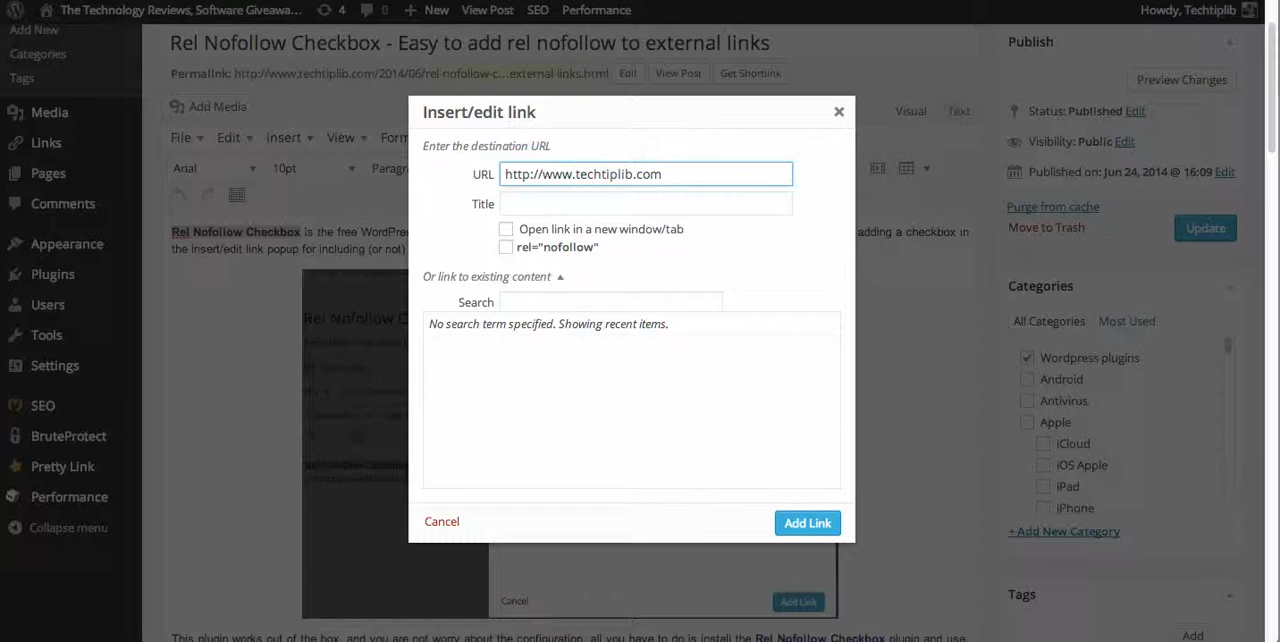 The Technology Reviews, Software Giveawa... 4 0 New View Post SEO Performance Howdy, Techtiplib
Add New
Categories
Tags
Media
Links
Pages
Comments
Appearance
Plugins
Users
Tools
Settings
SEO
BruteProtect
Pretty Link
Performance
Collapse menu
Rel Nofollow Checkbox - Easy to add rel nofollow to external links
Permalink: http://www.techtiplib.com/2014/06/rel-nofollow-c...external-links.html Edit View Post Get Shortlink
Add Media Visual Text
File Edit Insert View Form
Arial 10pt Paragr
Rel Nofollow Checkbox is the free WordPre
adding a checkbox in
the Insert/edit link popup for including (or not)
Insert/edit link
Enter the destination URL
URL http://www.techtiplib.com
Title
Open link in a new window/tab
rel="nofollow"
Or link to existing content
Search
No search term specified. Showing recent items.
Cancel Add Link
Cancel Add Link
This plugin works out of the box, and you are not worry about the configuration, all you have to do is install the Rel Nofollow Checkbox plugin and use.
Publish
Preview Changes
Status: Published Edit
Visibility: Public Edit
Published on: Jun 24, 2014 @ 16:09 Edit
Purge from cache
Move to Trash Update
Categories
All Categories Most Used
Wordpress plugins
Android
Antivirus
Apple
iCloud
iOS Apple
iPad
iPhone
+ Add New Category
Tags
Add